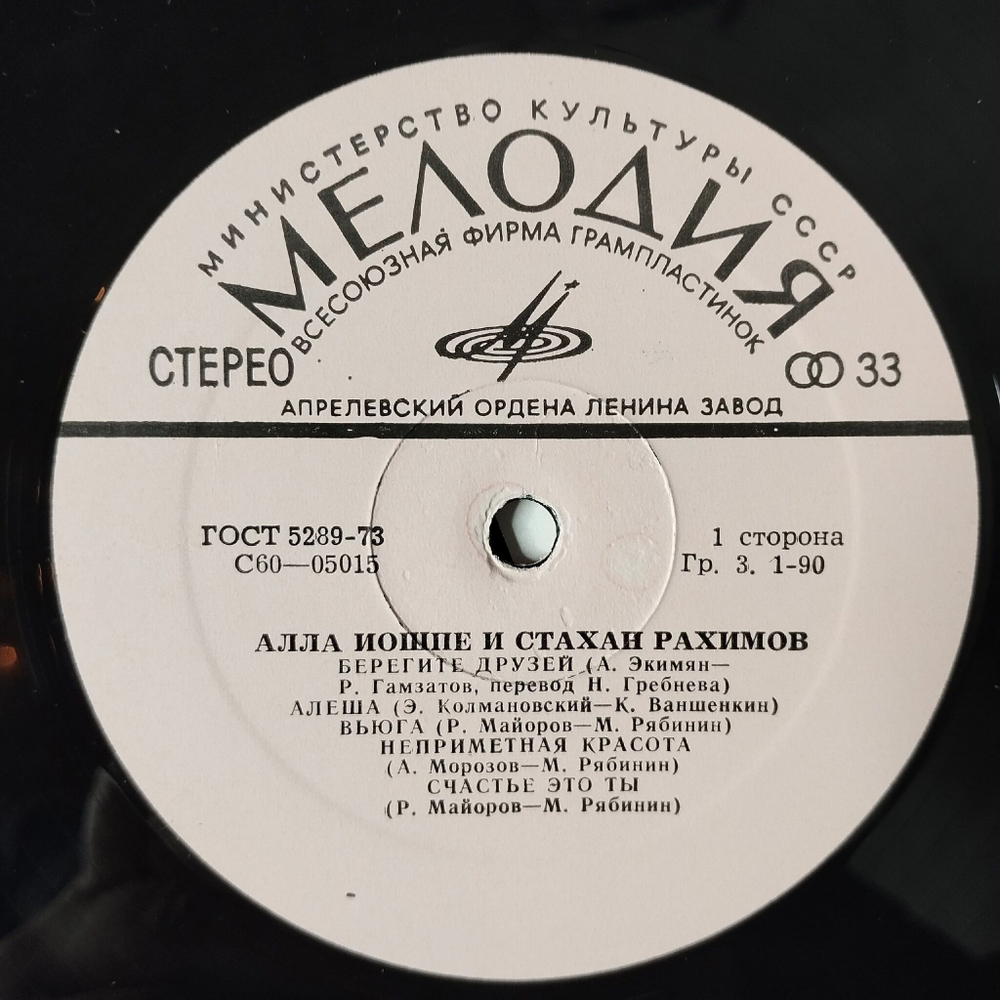 МИНИСТЕРСТВО КУЛЬТУРЫ СССР
МЕЛОДИЯ
ВСЕСОЮЗНАЯ ФИРМА ГРАМПЛАСТИНОК
СТЕРЕО
33
АПРЕЛЕВСКИЙ ОРДЕНА ЛЕНИНА ЗАВОД
ГОСТ 5289-73
С60—05015
1 сторона
Гр. 3. 1-90
АЛЛА ИОШПЕ И СТАХАН РАХИМОВ
БЕРЕГИТЕ ДРУЗЕЙ (А. Экимян—
Р. Гамзатов, перевод Н. Гребнева)
АЛЕША (Э. Колмановский—К. Ваншенкин)
ВЬЮГА (Р. Майоров—М. Рябинин)
НЕПРИМЕТНАЯ КРАСОТА
(А. Морозов—М. Рябинин)
СЧАСТЬЕ ЭТО ТЫ
(Р. Майоров—М. Рябинин)